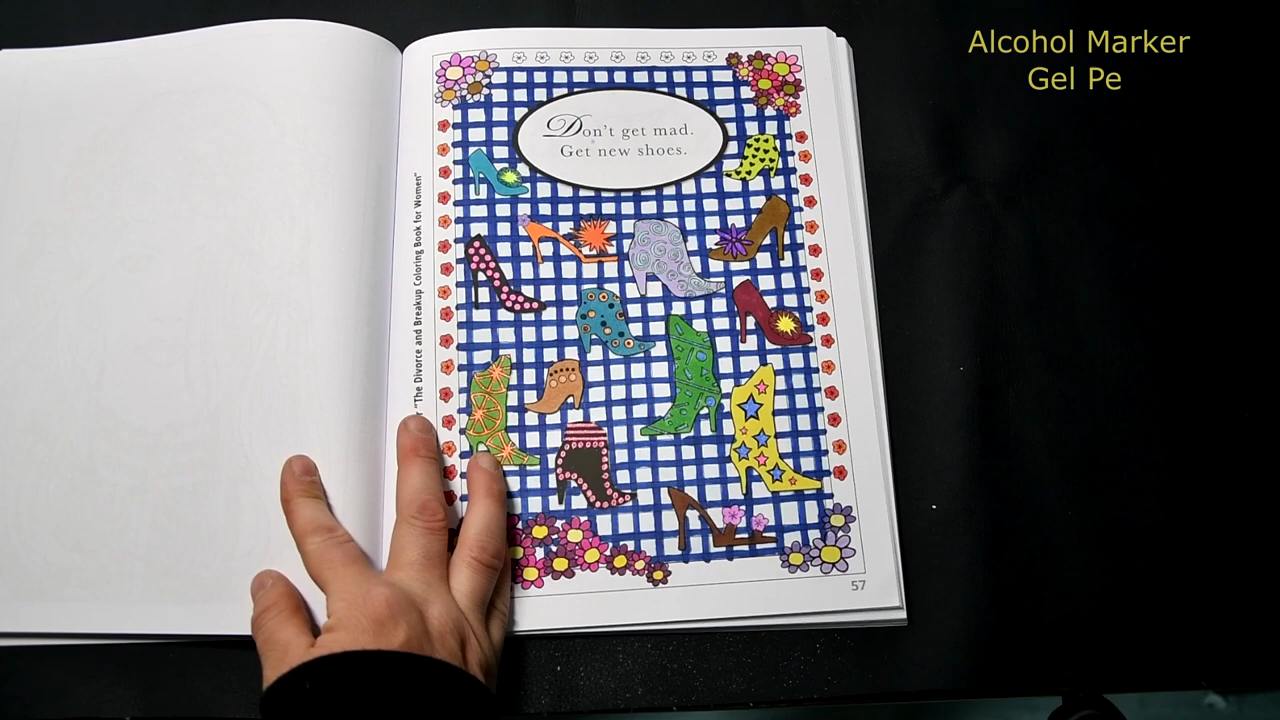 Alcohol Marker
Gel Pe
Don't get mad.
Get new shoes.
"The Divorce and Breakup Coloring Book for Women"
57